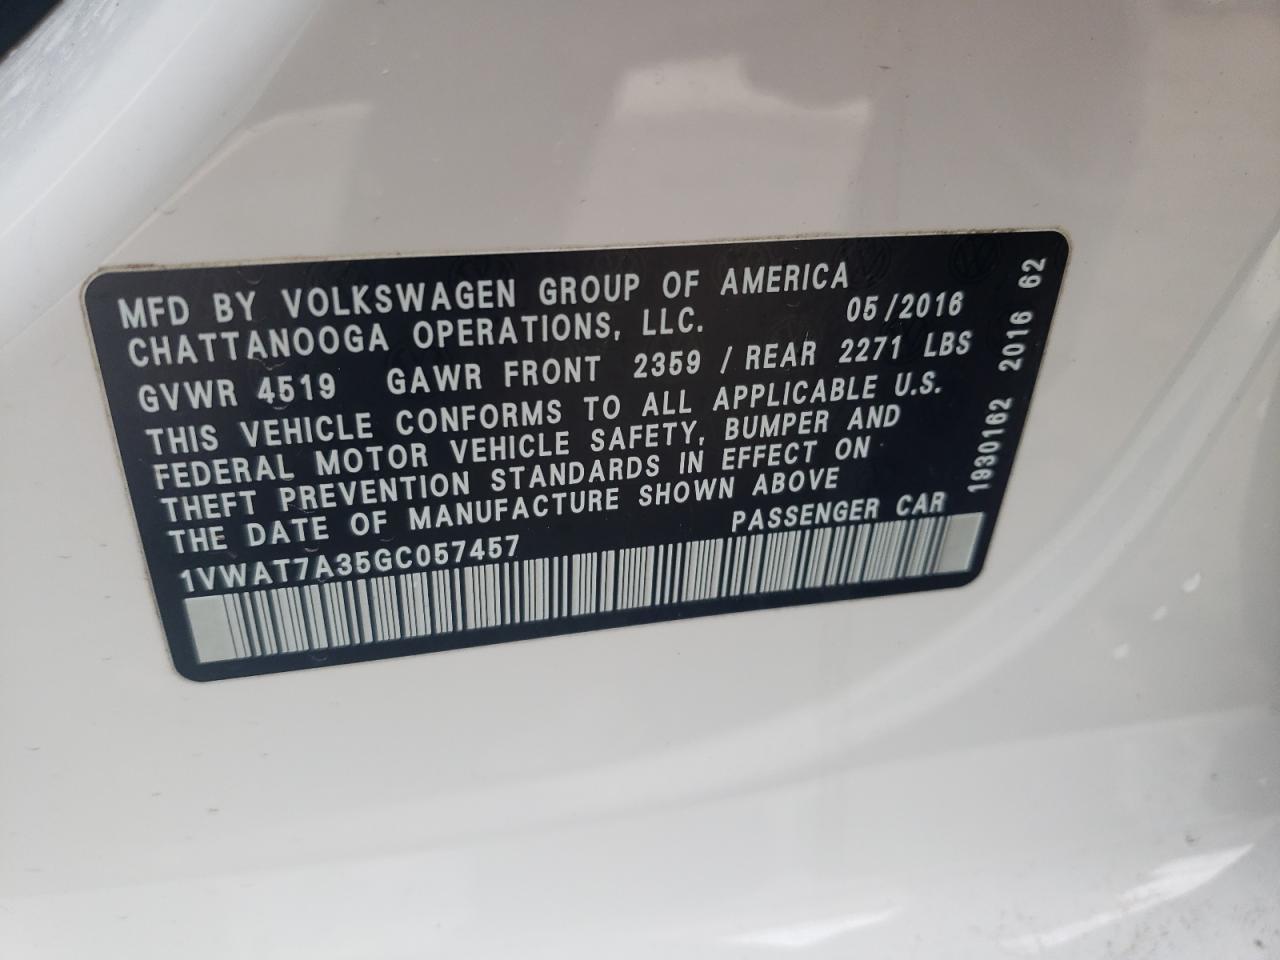 MFD BY VOLKSWAGEN GROUP OF AMERICA
CHATTANOOGA OPERATIONS, LLC. 05/2016
GVWR 4519 GAWR FRONT 2359 / REAR 2271 LBS
THIS VEHICLE CONFORMS TO ALL APPLICABLE U.S.
FEDERAL MOTOR VEHICLE SAFETY, BUMPER AND
THEFT PREVENTION STANDARDS IN EFFECT ON
THE DATE OF MANUFACTURE SHOWN ABOVE
1VWAT7A35GC057457 PASSENGER CAR
1930162 2016 62